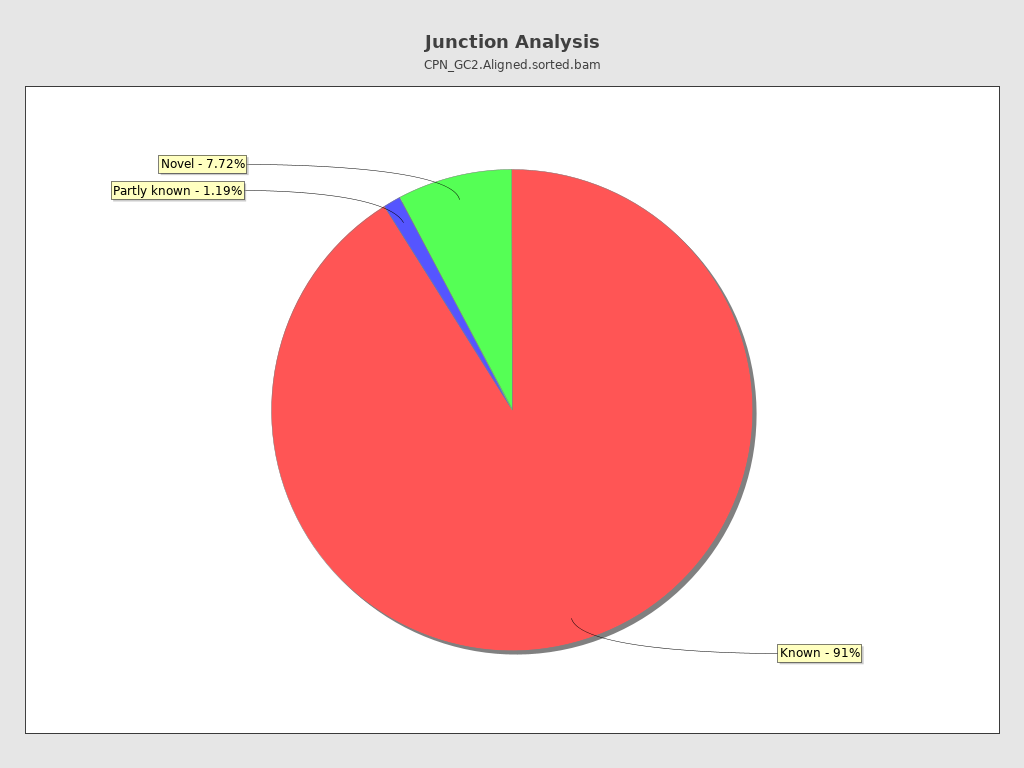 Junction Analysis
CPN_GC2.Aligned.sorted.bam
Novel - 7.72%
Partly known - 1.19%
Known - 91%